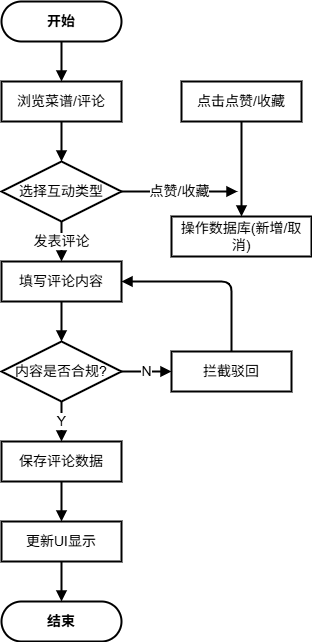 开始
浏览菜谱/评论
点击点赞/收藏
选择互动类型
点赞/收藏
操作数据库(新增/取
消)
发表评论
填写评论内容
内容是否合规?
N
拦截驳回
Y
保存评论数据
更新UI显示
结束